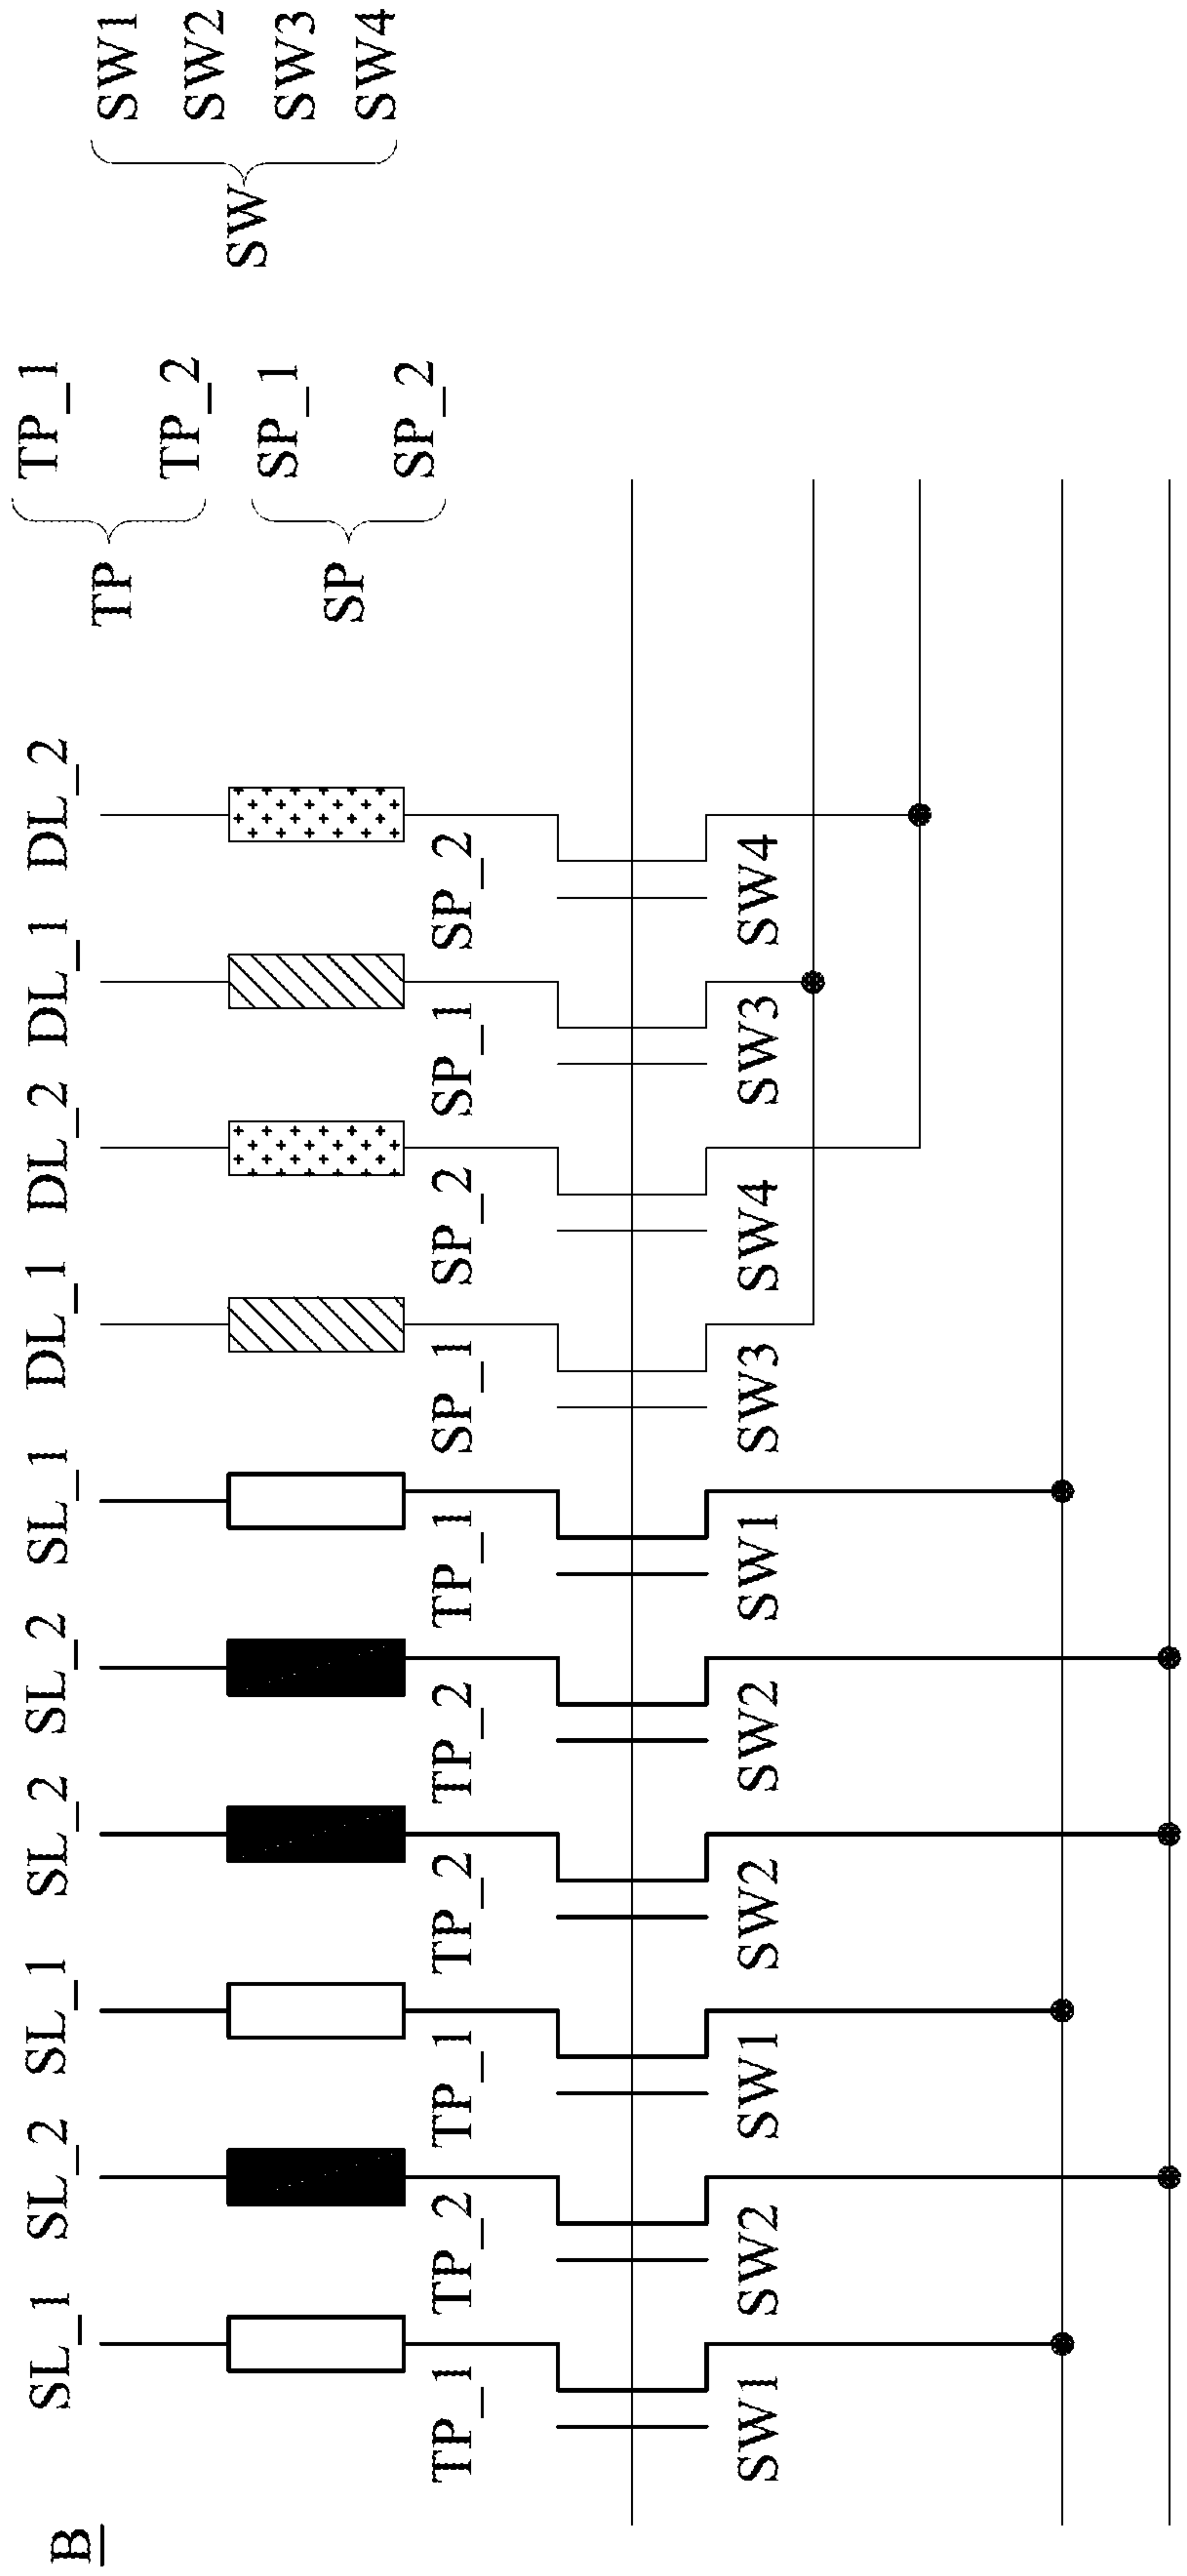 B
SL_1 SL_2 SL_1 SL_2 SL_2 SL_1 DL_1 DL_2 DL_1 DL_2
TP_1 TP_2 TP_1 TP_2 TP_2 TP_1 SP_1 SP_2 SP_1 SP_2
SW1 SW2 SW1 SW2 SW2 SW1 SW3 SW4 SW3 SW4
TP
TP_1
TP_2
SP
SP_1
SP_2
SW
SW1
SW2
SW3
SW4